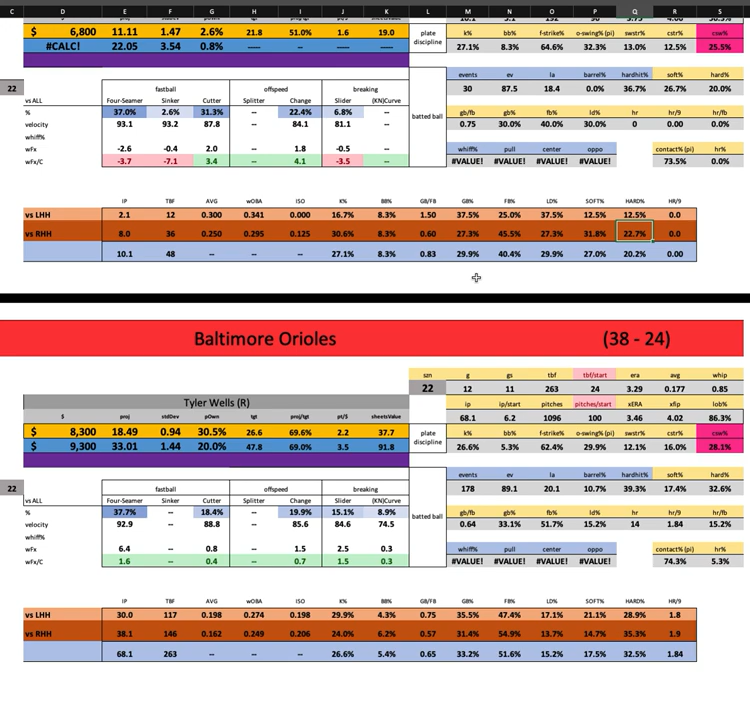 C D E F G H I J K L M N O P Q R S
$ 6,800 11.11 1.47 2.6% 21.8 51.0% 1.6 19.0 plate discipline k% bb% f-strike% o-swing% (pi) swstr% cstr% csw%
#CALC! 22.05 3.54 0.8% ----- ----- -- ----- 27.1% 8.3% 64.6% 32.3% 13.0% 12.5% 25.5%
events ev la barrel% hardhit% soft% hard%
22 fastball offspeed breaking 30 87.5 18.4 0.0% 36.7% 26.7% 20.0%
vs ALL Four-Seamer Sinker Cutter Splitter Change Slider (KN)Curve
% 37.0% 2.6% 31.3% -- 22.4% 6.8% -- batted ball gb/fb gb% fb% ld% hr hr/9 hr/fb
velocity 93.1 93.2 87.8 -- 84.1 81.1 -- 0.75 30.0% 40.0% 30.0% 0 0.00 0.0%
whiff%
wFx -2.6 -0.4 2.0 -- 1.8 -0.5 -- whiff% pull center oppo contact% (pi) hr%
wFx/C -3.7 -7.1 3.4 -- 4.1 -3.5 -- #VALUE! #VALUE! #VALUE! #VALUE! 73.5% 0.0%
IP TBF AVG wOBA ISO K% BB% GB/FB GB% FB% LD% SOFT% HARD% HR/9
vs LHH 2.1 12 0.300 0.341 0.000 16.7% 8.3% 1.50 37.5% 25.0% 37.5% 12.5% 12.5% 0.0
vs RHH 8.0 36 0.250 0.295 0.125 30.6% 8.3% 0.60 27.3% 45.5% 27.3% 31.8% 22.7% 0.0
10.1 48 -- -- -- 27.1% 8.3% 0.83 29.9% 40.4% 29.9% 27.0% 20.2% 0.00
Baltimore Orioles (38 - 24)
szn g gs tbf tbf/start era avg whip
22 12 11 263 24 3.29 0.177 0.85
Tyler Wells (R) ip ip/start pitches pitches/start xERA xfip lob%
$ proj stdDev pOwn tgt proj/tgt pt/$ sheetsValue 68.1 6.2 1096 100 3.46 4.02 86.3%
$ 8,300 18.49 0.94 30.5% 26.6 69.6% 2.2 37.7 plate discipline k% bb% f-strike% o-swing% (pi) swstr% cstr% csw%
$ 9,300 33.01 1.44 20.0% 47.8 69.0% 3.5 91.8 26.6% 5.3% 62.4% 29.9% 12.1% 16.0% 28.1%
events ev la barrel% hardhit% soft% hard%
22 fastball offspeed breaking 178 89.1 20.1 10.7% 39.3% 17.4% 32.6%
vs ALL Four-Seamer Sinker Cutter Splitter Change Slider (KN)Curve
% 37.7% -- 18.4% -- 19.9% 15.1% 8.9% batted ball gb/fb gb% fb% ld% hr hr/9 hr/fb
velocity 92.9 -- 88.8 -- 85.6 84.6 74.5 0.64 33.1% 51.7% 15.2% 14 1.84 15.2%
whiff%
wFx 6.4 -- 0.8 -- 1.5 2.5 0.3 whiff% pull center oppo contact% (pi) hr%
wFx/C 1.6 -- 0.4 -- 0.7 1.5 0.3 #VALUE! #VALUE! #VALUE! #VALUE! 74.3% 5.3%
IP TBF AVG wOBA ISO K% BB% GB/FB GB% FB% LD% SOFT% HARD% HR/9
vs LHH 30.0 117 0.198 0.274 0.198 29.9% 4.3% 0.75 35.5% 47.4% 17.1% 21.1% 28.9% 1.8
vs RHH 38.1 146 0.162 0.249 0.206 24.0% 6.2% 0.57 31.4% 54.9% 13.7% 14.7% 35.3% 1.9
68.1 263 -- -- -- 26.6% 5.4% 0.65 33.2% 51.6% 15.2% 17.5% 32.5% 1.84